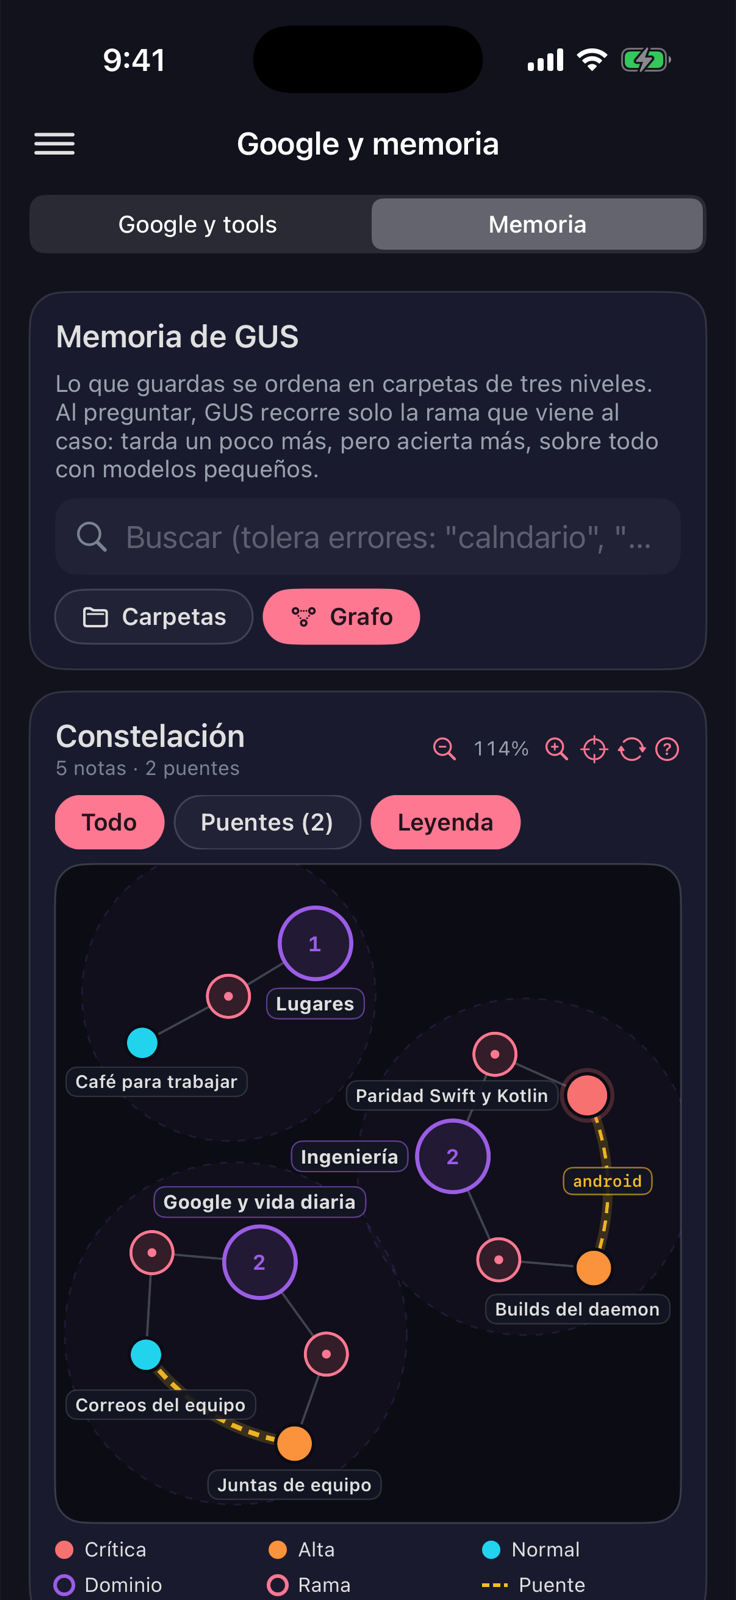 9:41
Google y memoria
Google y tools
Memoria
Memoria de GUS
Lo que guardas se ordena en carpetas de tres niveles.
Al preguntar, GUS recorre solo la rama que viene al
caso: tarda un poco más, pero acierta más, sobre todo
con modelos pequeños.
Buscar (tolera errores: "calndario", "...
Carpetas
Grafo
Constelación
5 notas · 2 puentes
114%
?
Todo
Puentes (2)
Leyenda
1
Lugares
Café para trabajar
Paridad Swift y Kotlin
Ingeniería
2
android
Google y vida diaria
2
Builds del daemon
Correos del equipo
Juntas de equipo
Crítica
Alta
Normal
Dominio
Rama
Puente